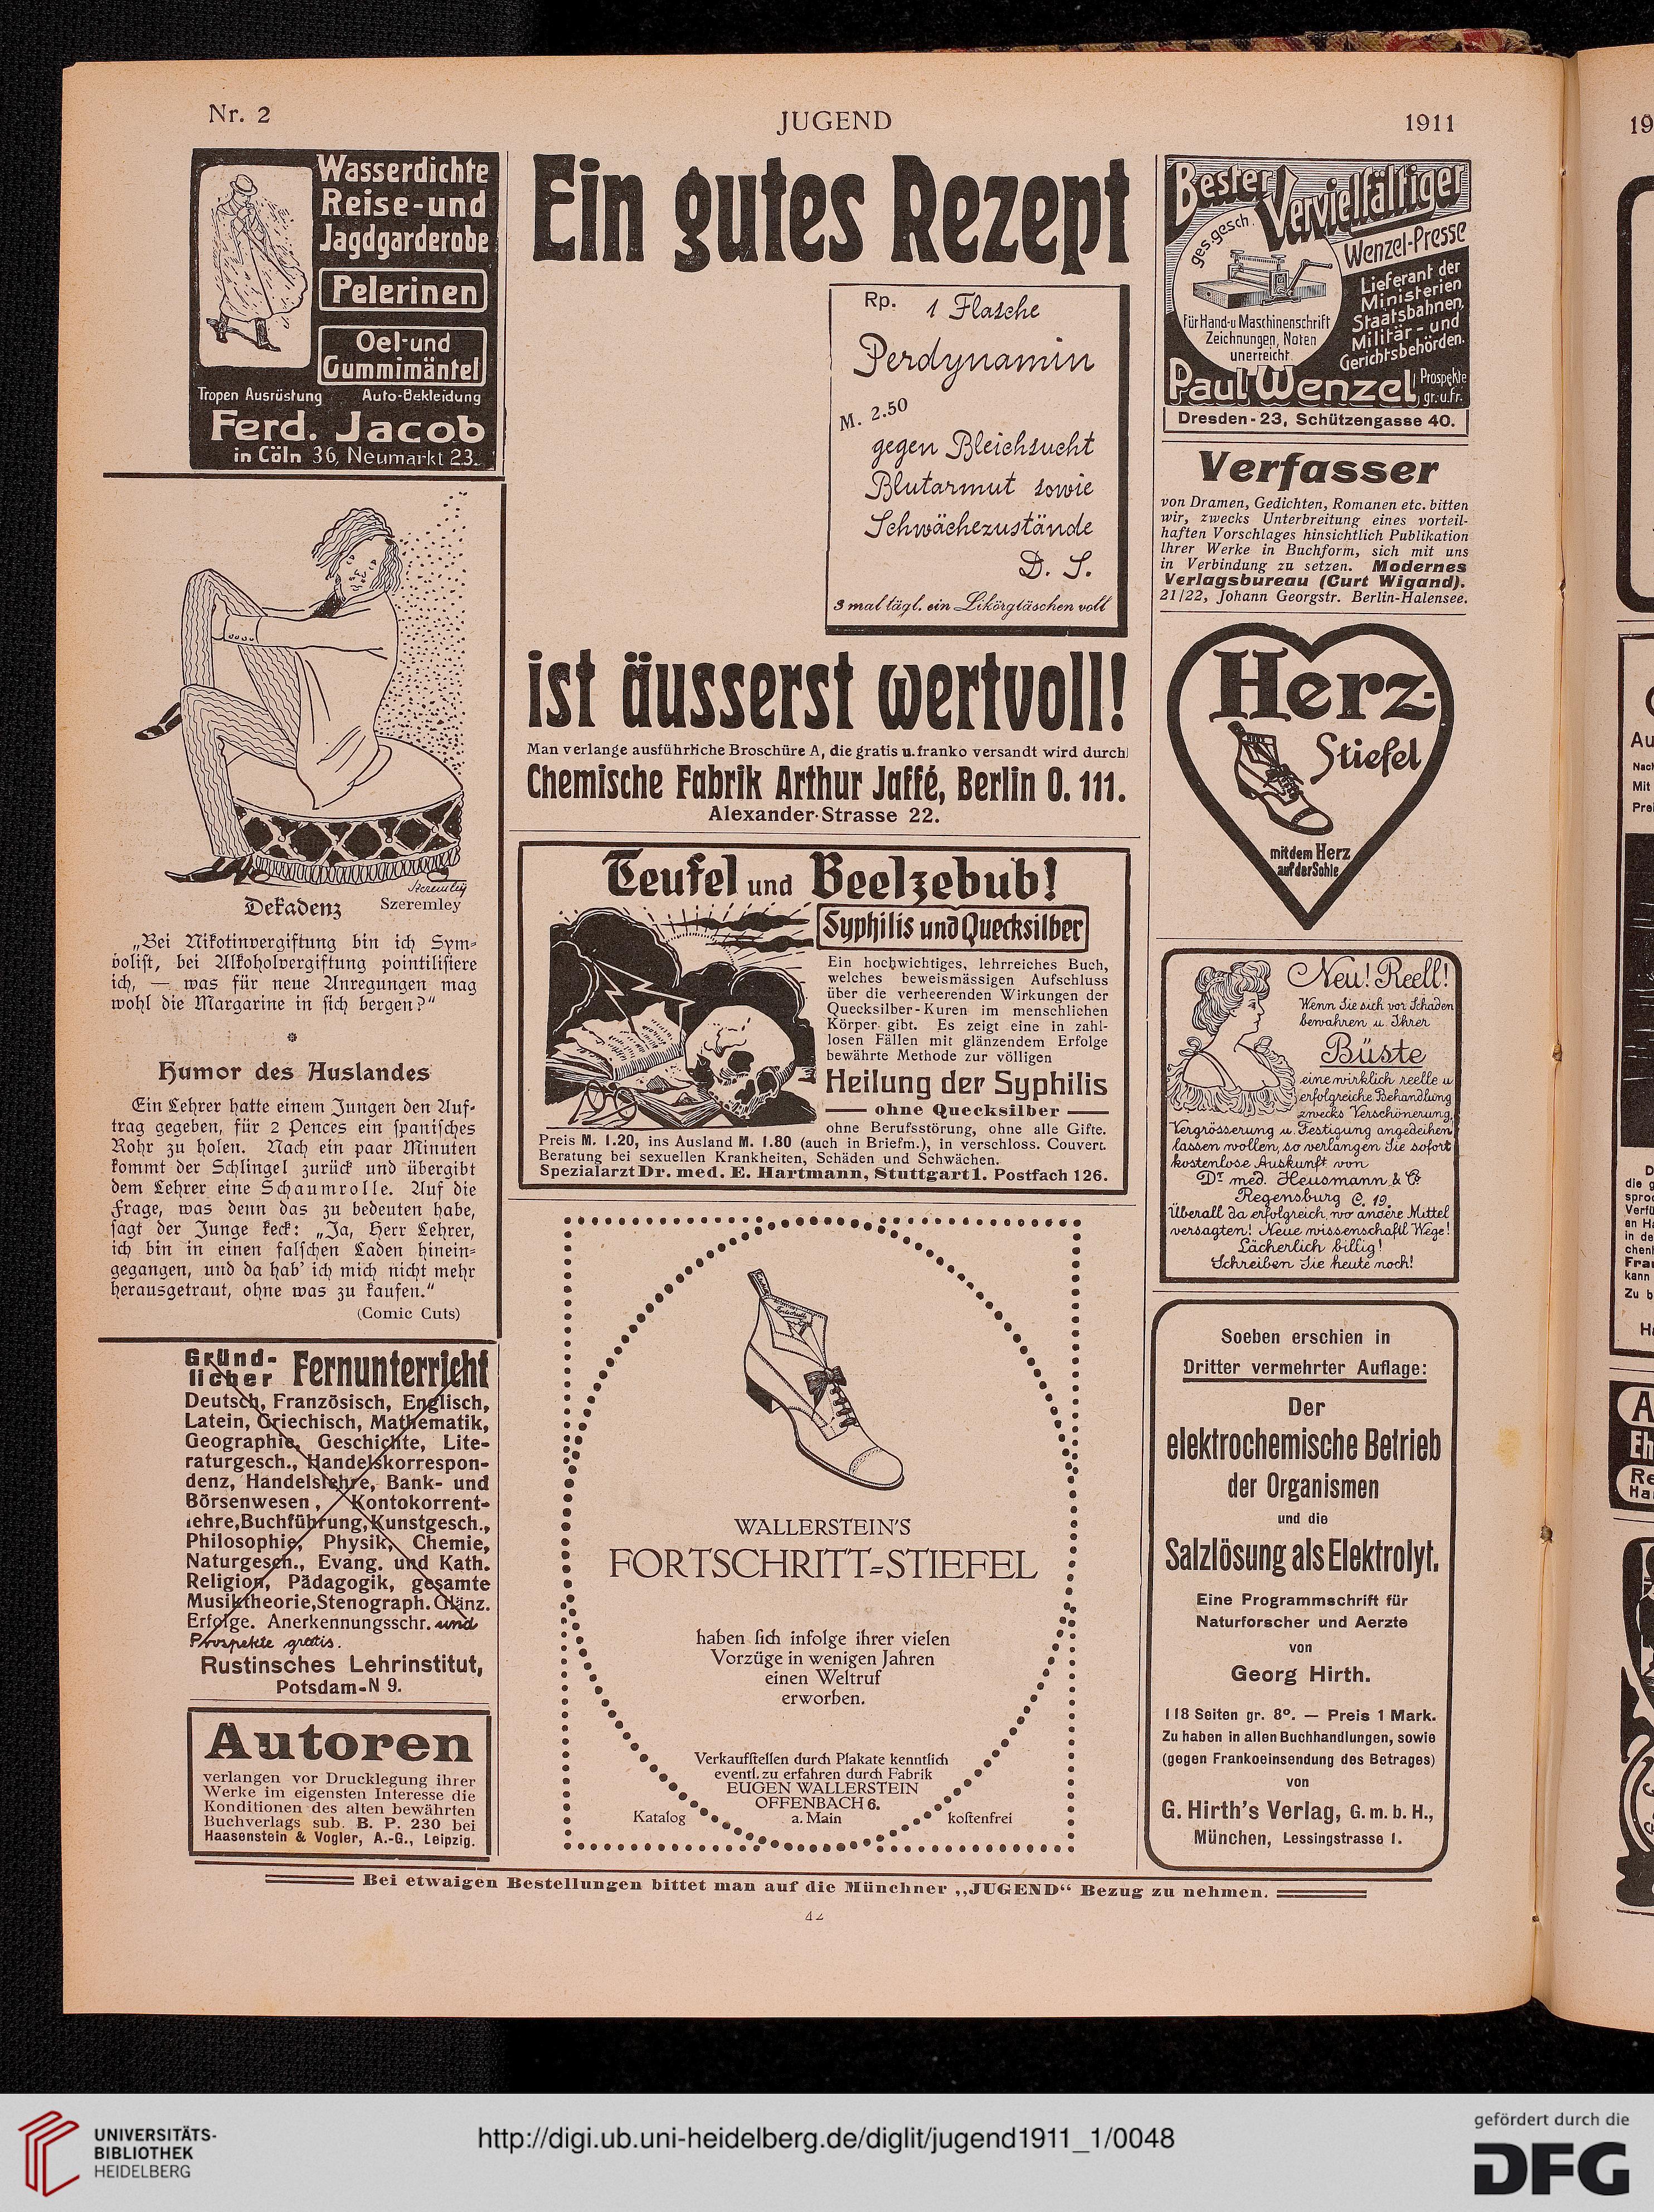 Nr. 2
JUGEND
1911
Wasserdichte
Reise-und
Jagdgarderobe
Pelerinen
Oel-und
Gummimäntel
Tropen Ausrüstung Auto-Bekleidung
Ferd. Jacob
in Cöln 36, Neumarkt 23.
Szeremley
Dekadenz Szeremley
„Bei Nikotinvergiftung bin ich Sym-
bolist, bei Alkoholvergiftung pointilisiere
ich, — was für neue Anregungen mag
wohl die Margarine in sich bergen?“
Humor des Auslandes
Ein Lehrer hatte einem Jungen den Auf-
trag gegeben, für 2 Pences ein spanisches
Rohr zu holen. Nach ein paar Minuten
kommt der Schlingel zurück und übergibt
dem Lehrer eine Schaumrolle. Auf die
Frage, was denn das zu bedeuten habe,
sagt der Junge keck: „Ja, Herr Lehrer,
ich bin in einen falschen Laden hinein-
gegangen, und da hab' ich mich nicht mehr
herausgetraut, ohne was zu kaufen.“
(Comic Cuts)
Gründ-
licher Fernunterricht
Deutsch, Französisch, Englisch,
Latein, Griechisch, Mathematik,
Geographie, Geschichte, Lite-
raturgesch., Handelskorrespon-
denz, Handelslehre, Bank- und
Börsenwesen, Kontokorrent-
lehre, Buchführung, Kunstgesch.,
Philosophie, Physik, Chemie,
Naturgesch., Evang. und Kath.
Religion, Pädagogik, gesamte
Musiktheorie, Stenograph. Glänz.
Erfolge. Anerkennungsschr. und
Prospekte gratis.
Rustinsches Lehrinstitut,
Potsdam-N 9.
Autoren
verlangen vor Drucklegung ihrer
Werke im eigensten Interesse die
Konditionen des alten bewährten
Buchverlags sub. B. P. 230 bei
Haasenstein & Vogler, A.-G., Leipzig.
Ein gutes Rezept
Rp. 1 Flasche
Perdynamin
M. 2.50
gegen Bleichsucht
Blutarmut sowie
Schwächezustände
D. S.
3 mal tägl. ein Likörgläschen voll
ist äusserst wertvoll!
Man verlange ausführliche Broschüre A, die gratis u. franko versandt wird durch
Chemische Fabrik Arthur Jaffé, Berlin O. 111.
Alexander-Strasse 22.
Teufel und Beelzebub!
Syphilis und Quecksilber
Ein hochwichtiges, lehrreiches Buch,
welches beweismässigen Aufschluss
über die verheerenden Wirkungen der
Quecksilber-Kuren im menschlichen
Körper gibt. Es zeigt eine in zahl-
losen Fällen mit glänzendem Erfolge
bewährte Methode zur völligen
Heilung der Syphilis
ohne Quecksilber
ohne Berufsstörung, ohne alle Gifte.
Preis M. 1.20, ins Ausland M. 1.80 (auch in Briefm.), in verschloss. Couvert.
Beratung bei sexuellen Krankheiten, Schäden und Schwächen.
Spezialarzt Dr. med. E. Hartmann, Stuttgart 1. Postfach 126.
WALLERSTEIN'S
FORTSCHRITT-STIEFEL
haben sich infolge ihrer vielen
Vorzüge in wenigen Jahren
einen Weltruf
erworben.
Verkaufstellen durch Plakate kenntlich
eventl. zu erfahren durch Fabrik
EUGEN WALLERSTEIN
OFFENBACH 6.
Katalog a. Main kostenfrei
Bester Vervielfältiger
ges. gesch.
Wenzel-Presse
Lieferant der
Ministerien
Staatsbahnen,
Militär- und
Gerichtsbehörden.
Für Hand-u Maschinenschrift
Zeichnungen, Noten
unerreicht.
Paul Wenzel Prospekte
gr. u. fr.
Dresden-23, Schützengasse 40.
Verfasser
von Dramen, Gedichten, Romanen etc. bitten
wir, zwecks Unterbreitung eines vorteil-
haften Vorschlages hinsichtlich Publikation
Ihrer Werke in Buchform, sich mit uns
in Verbindung zu setzen. Modernes
Verlagsbureau (Curt Wigand).
21/22, Johann Georgstr. Berlin-Halensee.
Herz-
Stiefel
mit dem Herz
auf der Sohle
Neu! Reell!
Wenn Sie sich vor Schaden
bewahren u. Ihrer
Büste
eine wirklich reelle u
erfolgreiche Behandlung
zwecks Verschönerung,
Vergrösserung u. Festigung angedeihen
lassen wollen, so verlangen Sie sofort
kostenlose Auskunft von
Dr. med. Heusmann & Co
Regensburg C. 19.
Überall da erfolgreich, wo andere Mittel
versagten! Neue wissenschaftl Wege!
Lächerlich billig!
Schreiben Sie heute noch!
Soeben erschien in
Dritter vermehrter Auflage:
Der
elektrochemische Betrieb
der Organismen
und die
Salzlösung als Elektrolyt.
Eine Programmschrift für
Naturforscher und Aerzte
von
Georg Hirth.
118 Seiten gr. 8°. — Preis 1 Mark.
Zu haben in allen Buchhandlungen, sowie
(gegen Frankoeinsendung des Betrages)
von
G. Hirth's Verlag, G. m. b. H.,
München, Lessingstrasse 1.
Bei etwaigen Bestellungen bittet man auf die Münchner „JUGEND“ Bezug zu nehmen.
42
UNIVERSITÄTS-
BIBLIOTHEK
HEIDELBERG
http://digi.ub.uni-heidelberg.de/diglit/jugend1911_1/0048
gefördert durch die
DFG